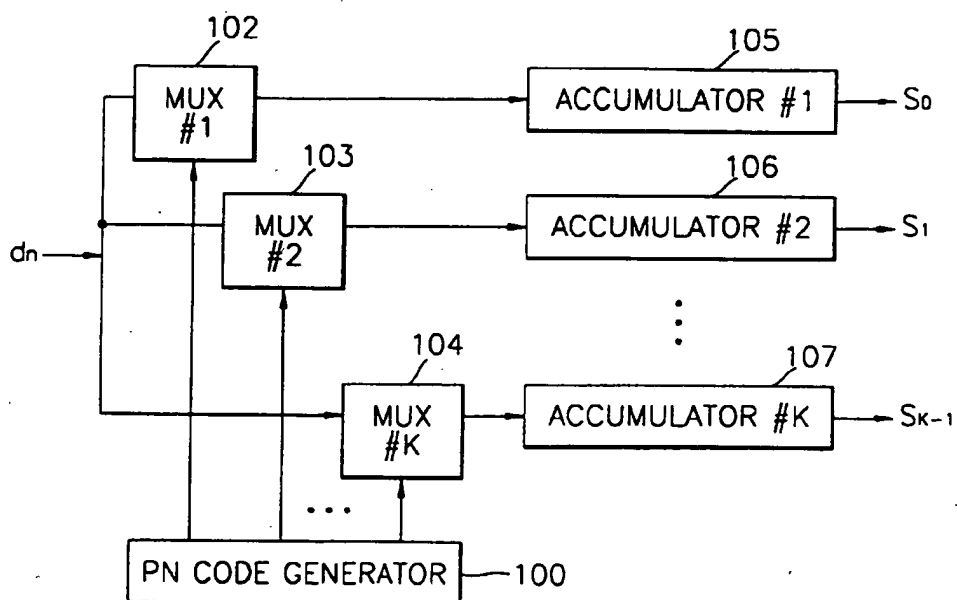 102
MUX
#1
105
ACCUMULATOR #1
S0
103
MUX
#2
106
ACCUMULATOR #2
S1
dn
104
MUX
#K
107
ACCUMULATOR #K
SK-1
PN CODE GENERATOR
100